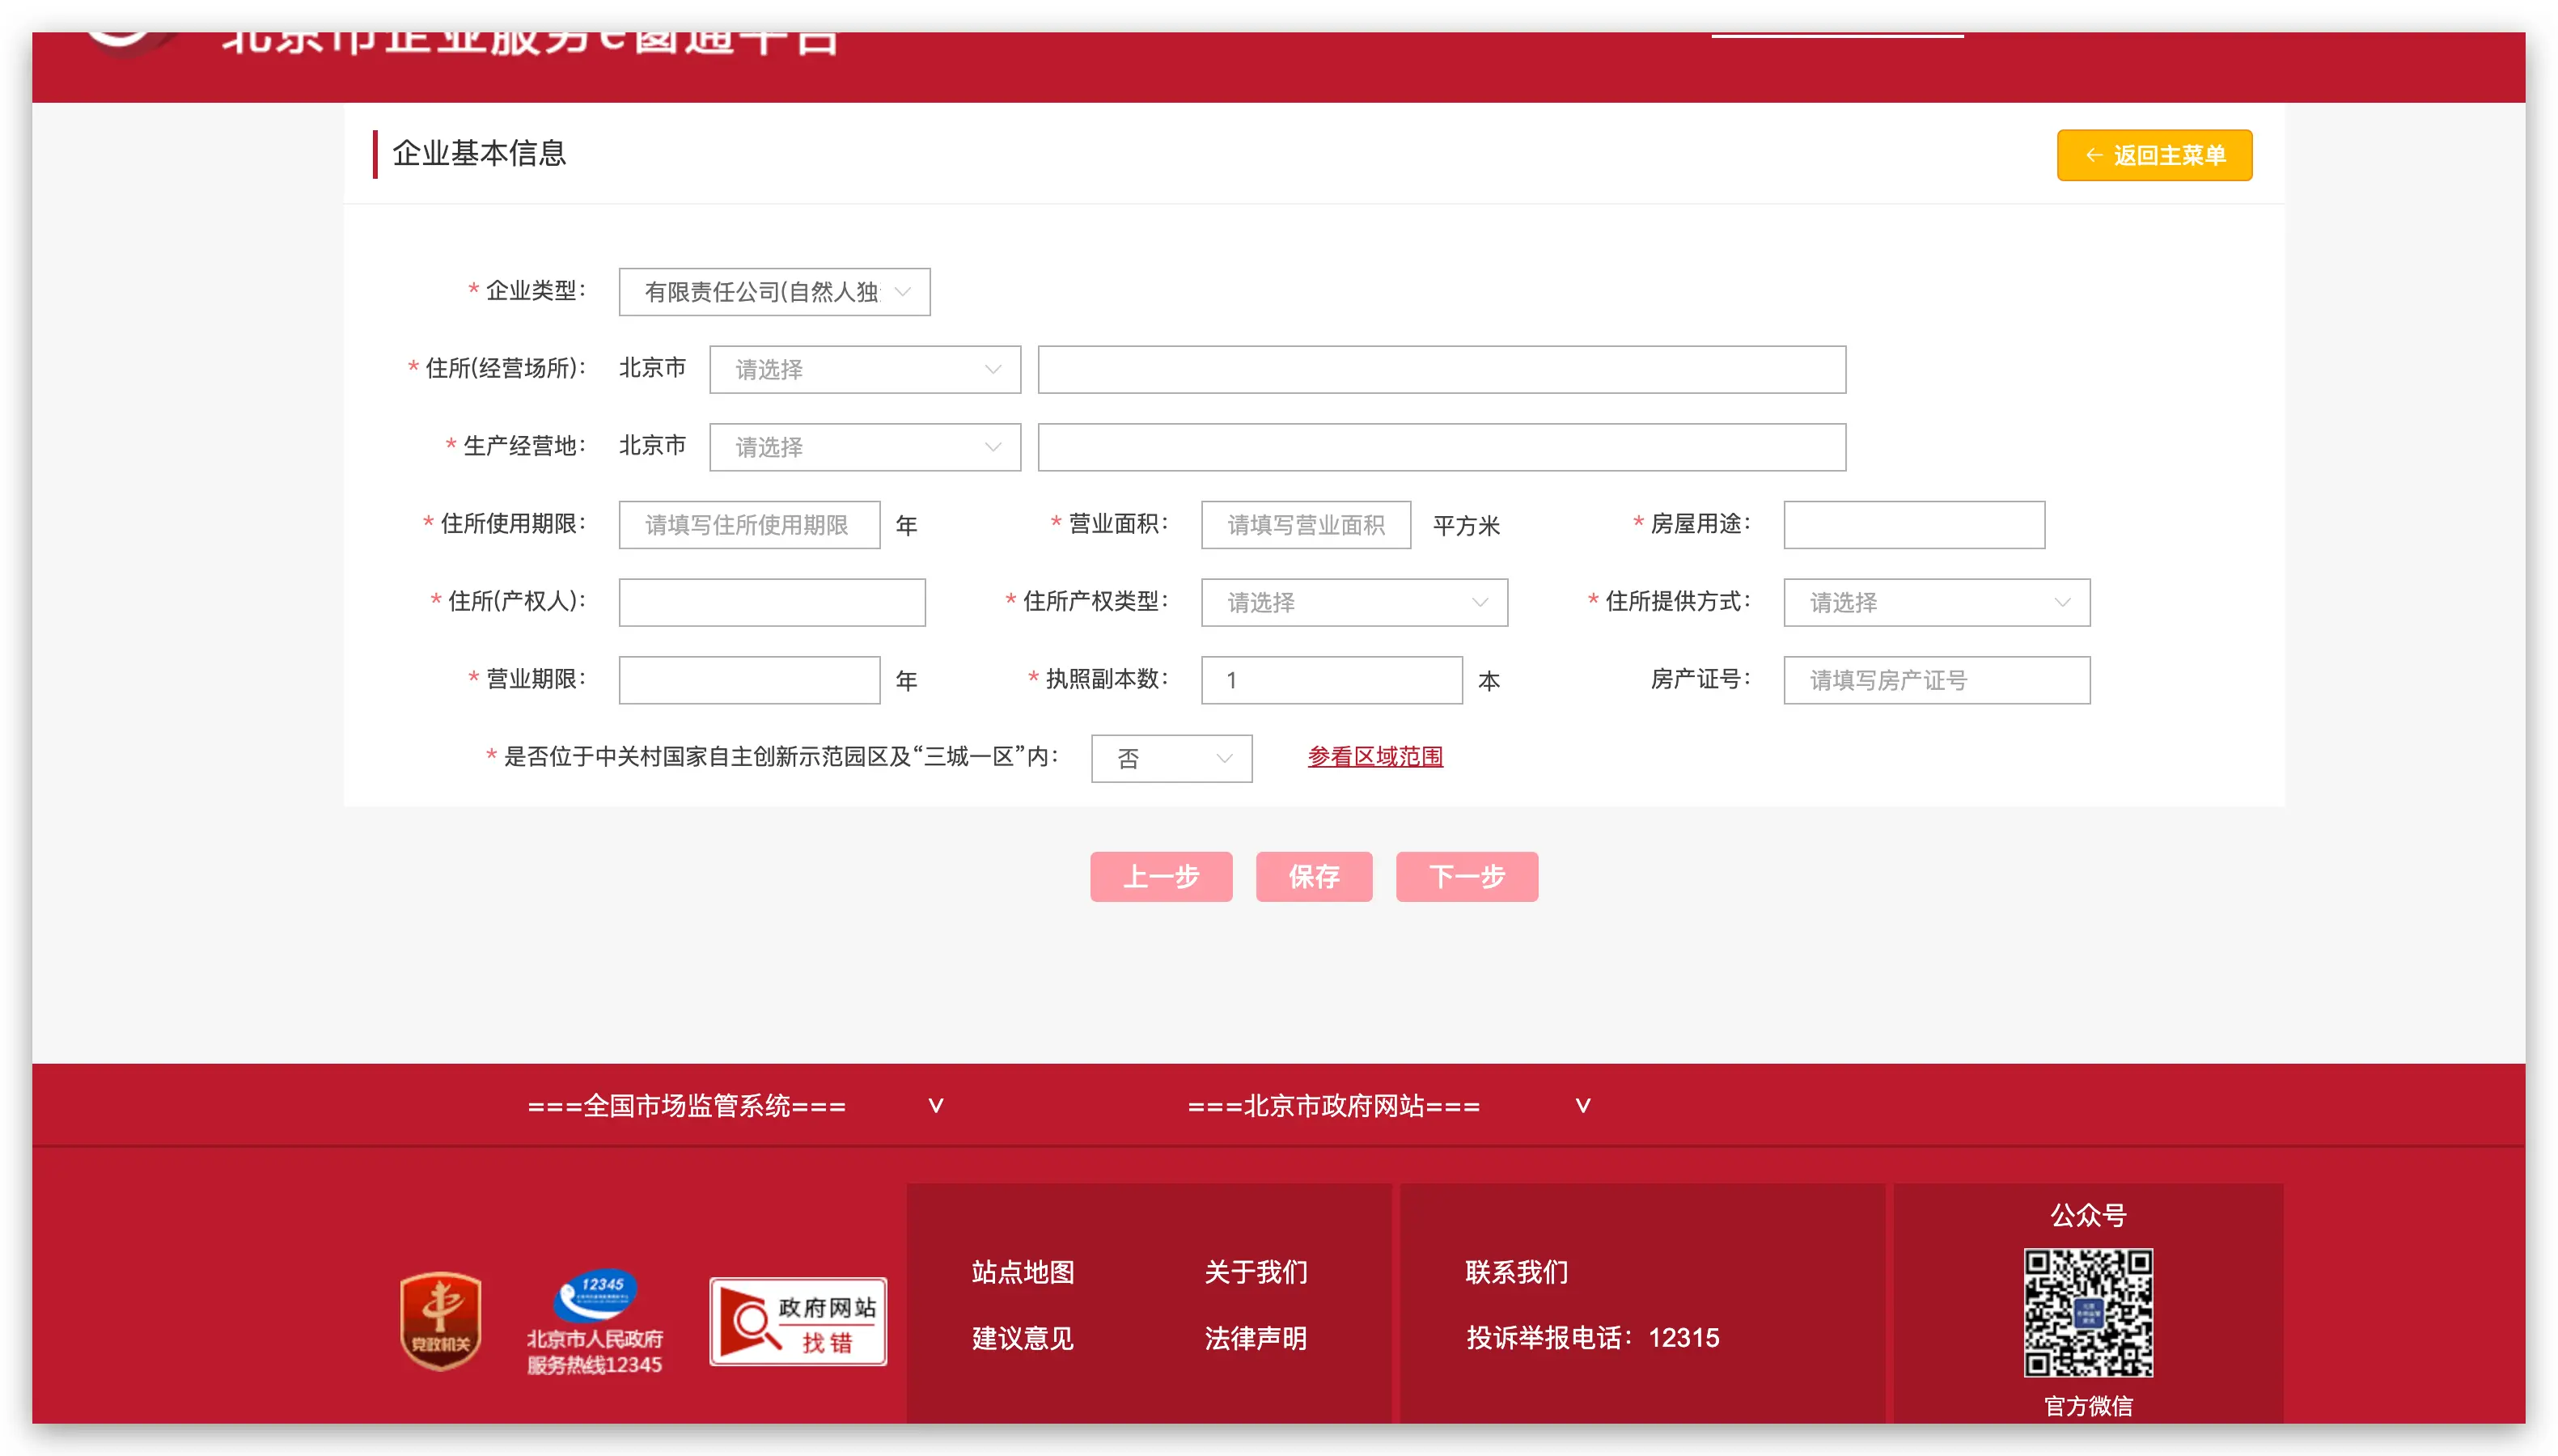 北京市企业服务e窗通平台
企业基本信息
← 返回主菜单
* 企业类型: 有限责任公司(自然人独
* 住所(经营场所): 北京市 请选择
* 生产经营地: 北京市 请选择
* 住所使用期限: 请填写住所使用期限 年 * 营业面积: 请填写营业面积 平方米 * 房屋用途:
* 住所(产权人): * 住所产权类型: 请选择 * 住所提供方式: 请选择
* 营业期限: 年 * 执照副本数: 1 本 房产证号: 请填写房产证号
* 是否位于中关村国家自主创新示范园区及“三城一区”内: 否 参看区域范围
上一步 保存 下一步
===全国市场监管系统=== ===北京市政府网站===
党政机关
12345
北京市人民政府
服务热线12345
政府网站
找错
站点地图 关于我们
建议意见 法律声明
联系我们
投诉举报电话：12315
公众号
官方微信